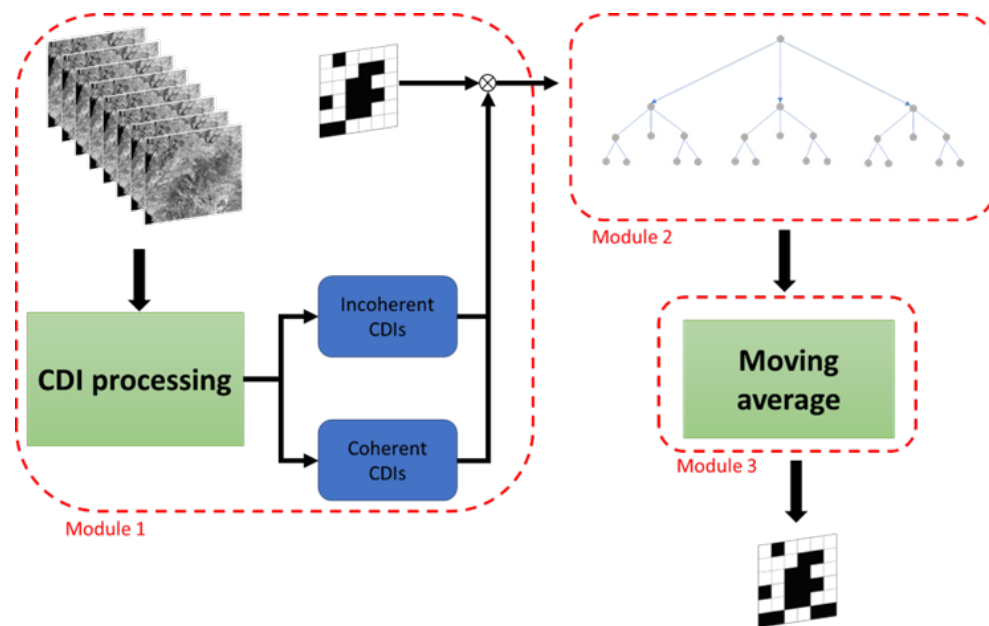 Incoherent
CDIs
CDI processing
Coherent
CDIs
Module 1
Module 2
Moving
average
Module 3